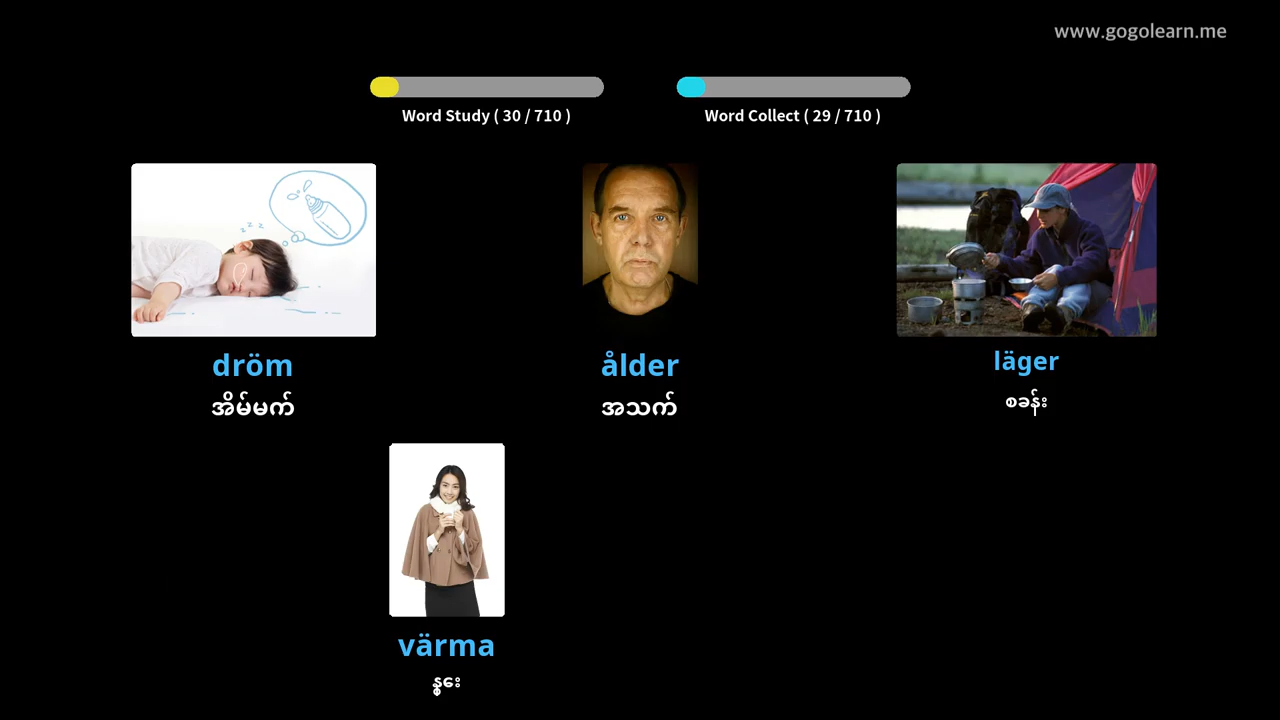 www.gogolearn.me
Word Study ( 30 / 710 )
Word Collect ( 29 / 710 )
dröm
ålder
läger
အိမ်မက်
အသက်
စခန်း
värma
နွှေး